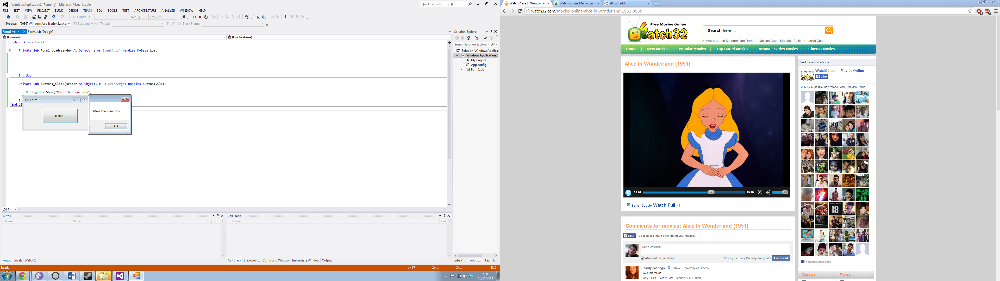 WindowsApplication2 (Running) - Microsoft Visual Studio
Quick Launch (Ctrl+Q)
FILE EDIT VIEW PROJECT BUILD DEBUG TEAM SQL TOOLS TEST ARCHITECTURE ANALYZE WINDOW HELP
Continue Debug Any CPU
Process: [5036] WindowsApplication2.vsho Suspend Thread: Stack Frame:
Form1.vb Form1.vb [Design]
(General) (Declarations)
Public Class Form1
Private Sub Form1_Load(sender As Object, e As EventArgs) Handles MyBase.Load
End Sub
Private Sub Button1_Click(sender As Object, e As EventArgs) Handles Button1.Click
MessageBox.Show("More than one way")
En
End Cl
Form1
Button1
More than one way
OK
100 %
Solution Explorer
Search Solution Explorer (
Solution 'WindowsApplicat
WindowsApplication2
My Project
App.config
Form1.vb
Autos
Name Value Type
Call Stack
Name Lang
Autos Locals Watch 1
Call Stack Breakpoints Command Window Immediate Window Output
IntelliT... Solutio... Team E...
Ready Ln 17 Col 1 Ch 1 INS
20:08
10/01/2014
Watch Alice In Wonder Watch Online Merlin Sea all subreddits
watch32.com/movies-online/alice-in-wonderland-1951-3935
Free Movies Online
Watch32
Search here ...
Keyword: Jason Statham, Van Damme, Nicolas Cage, Sylvester Stallone, Jackie Chan, ...
Home New Movies Popular Movies Top Rated Movies Drama - Series Movies Cinema Movies
Alice In Wonderland (1951)
51:26 75:16
Server Google: Watch Full - 1
Comments for movies: Alice In Wonderland (1951)
Like 10 people like this. Be the first of your friends.
Add a comment...
Also post on Facebook Posting as Henry Manning (Not you?) Comment
Charity Hastings · Follow · University of Phoenix
I love this movie
Reply · Like · Follow Post · January 7 at 1:40pm
Find us on Facebook
Watch32.com - Movies Online
Like
2,478,747 people like Watch32.com - Movies Online.
STEVENSON
18
Facebook social plugin
Category Movies